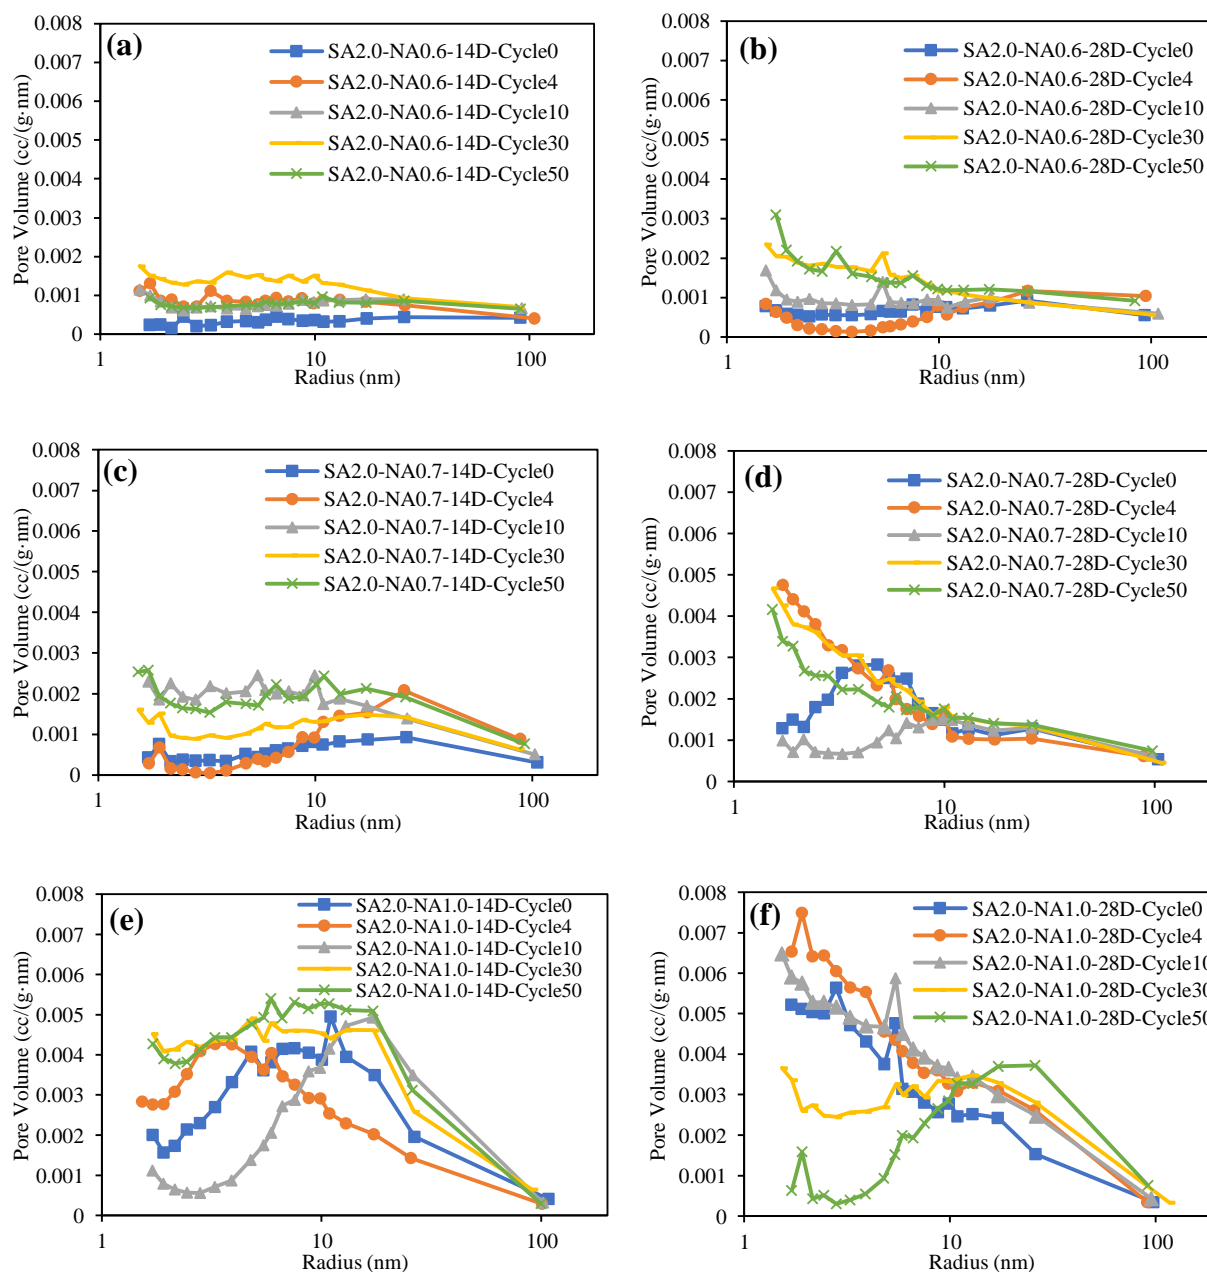 (a)
0.008
0.007
0.006
0.005
0.004
0.003
0.002
0.001
0
Pore Volume (cc/(g·nm)
SA2.0-NA0.6-14D-Cycle0
SA2.0-NA0.6-14D-Cycle4
SA2.0-NA0.6-14D-Cycle10
SA2.0-NA0.6-14D-Cycle30
SA2.0-NA0.6-14D-Cycle50
1 10 100
Radius (nm)
(b)
0.008
0.007
0.006
0.005
0.004
0.003
0.002
0.001
0
Pore Volume (cc/(g·nm)
SA2.0-NA0.6-28D-Cycle0
SA2.0-NA0.6-28D-Cycle4
SA2.0-NA0.6-28D-Cycle10
SA2.0-NA0.6-28D-Cycle30
SA2.0-NA0.6-28D-Cycle50
1 10 100
Radius (nm)
(c)
0.008
0.007
0.006
0.005
0.004
0.003
0.002
0.001
0
Pore Volume (cc/(g·nm)
SA2.0-NA0.7-14D-Cycle0
SA2.0-NA0.7-14D-Cycle4
SA2.0-NA0.7-14D-Cycle10
SA2.0-NA0.7-14D-Cycle30
SA2.0-NA0.7-14D-Cycle50
1 10 100
Radius (nm)
(d)
0.008
0.007
0.006
0.005
0.004
0.003
0.002
0.001
0
Pore Volume (cc/(g·nm)
SA2.0-NA0.7-28D-Cycle0
SA2.0-NA0.7-28D-Cycle4
SA2.0-NA0.7-28D-Cycle10
SA2.0-NA0.7-28D-Cycle30
SA2.0-NA0.7-28D-Cycle50
1 10 100
Radius (nm)
(e)
0.008
0.007
0.006
0.005
0.004
0.003
0.002
0.001
0
Pore Volume (cc/(g·nm)
SA2.0-NA1.0-14D-Cycle0
SA2.0-NA1.0-14D-Cycle4
SA2.0-NA1.0-14D-Cycle10
SA2.0-NA1.0-14D-Cycle30
SA2.0-NA1.0-14D-Cycle50
1 10 100
Radius (nm)
(f)
0.008
0.007
0.006
0.005
0.004
0.003
0.002
0.001
0
Pore Volume (cc/(g·nm)
SA2.0-NA1.0-28D-Cycle0
SA2.0-NA1.0-28D-Cycle4
SA2.0-NA1.0-28D-Cycle10
SA2.0-NA1.0-28D-Cycle30
SA2.0-NA1.0-28D-Cycle50
1 10 100
Radius (nm)